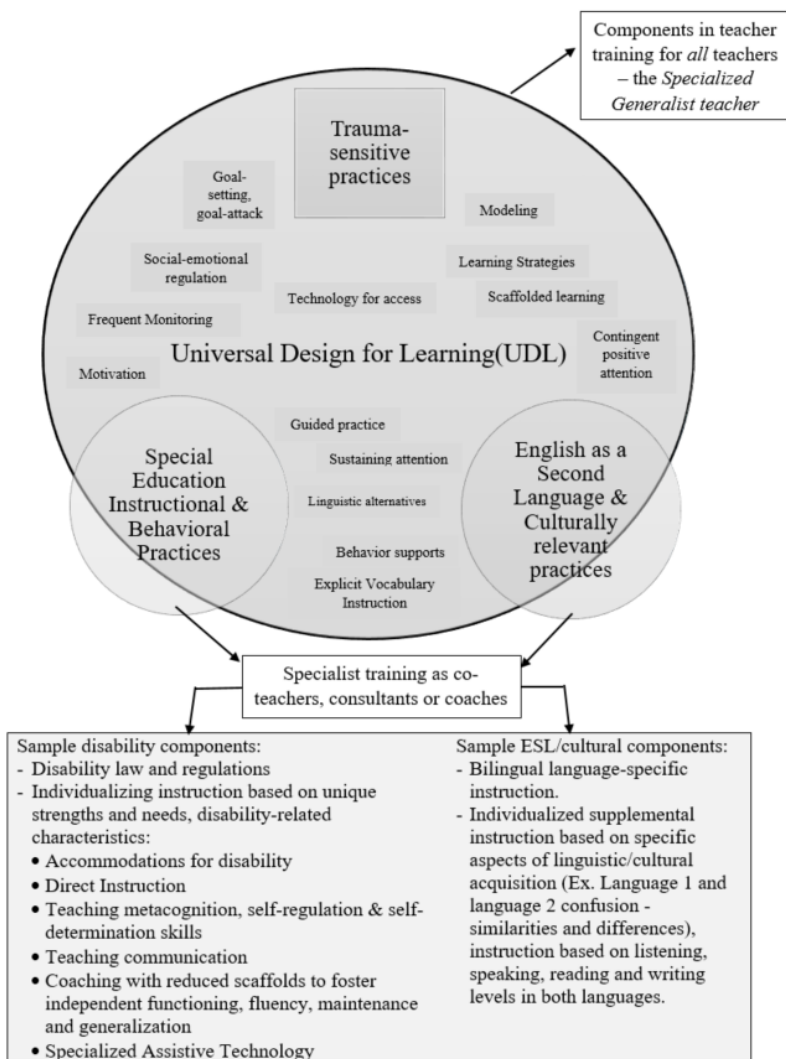 Components in teacher
training for all teachers
– the Specialized
Generalist teacher
Trauma-
sensitive
practices
Goal-
setting,
goal-attack
Modeling
Social-emotional
regulation
Learning Strategies
Technology for access
Scaffolded learning
Frequent Monitoring
Contingent
positive
attention
Universal Design for Learning(UDL)
Motivation
Guided practice
Special
Education
Instructional &
Behavioral
Practices
Sustaining attention
English as a
Second
Language &
Culturally
relevant
practices
Linguistic alternatives
Behavior supports
Explicit Vocabulary
Instruction
Specialist training as co-
teachers, consultants or coaches
Sample disability components:
- Disability law and regulations
- Individualizing instruction based on unique
strengths and needs, disability-related
characteristics:
• Accommodations for disability
• Direct Instruction
• Teaching metacognition, self-regulation & self-
determination skills
• Teaching communication
• Coaching with reduced scaffolds to foster
independent functioning, fluency, maintenance
and generalization
• Specialized Assistive Technology
Sample ESL/cultural components:
- Bilingual language-specific
instruction.
- Individualized supplemental
instruction based on specific
aspects of linguistic/cultural
acquisition (Ex. Language 1 and
language 2 confusion -
similarities and differences),
instruction based on listening,
speaking, reading and writing
levels in both languages.